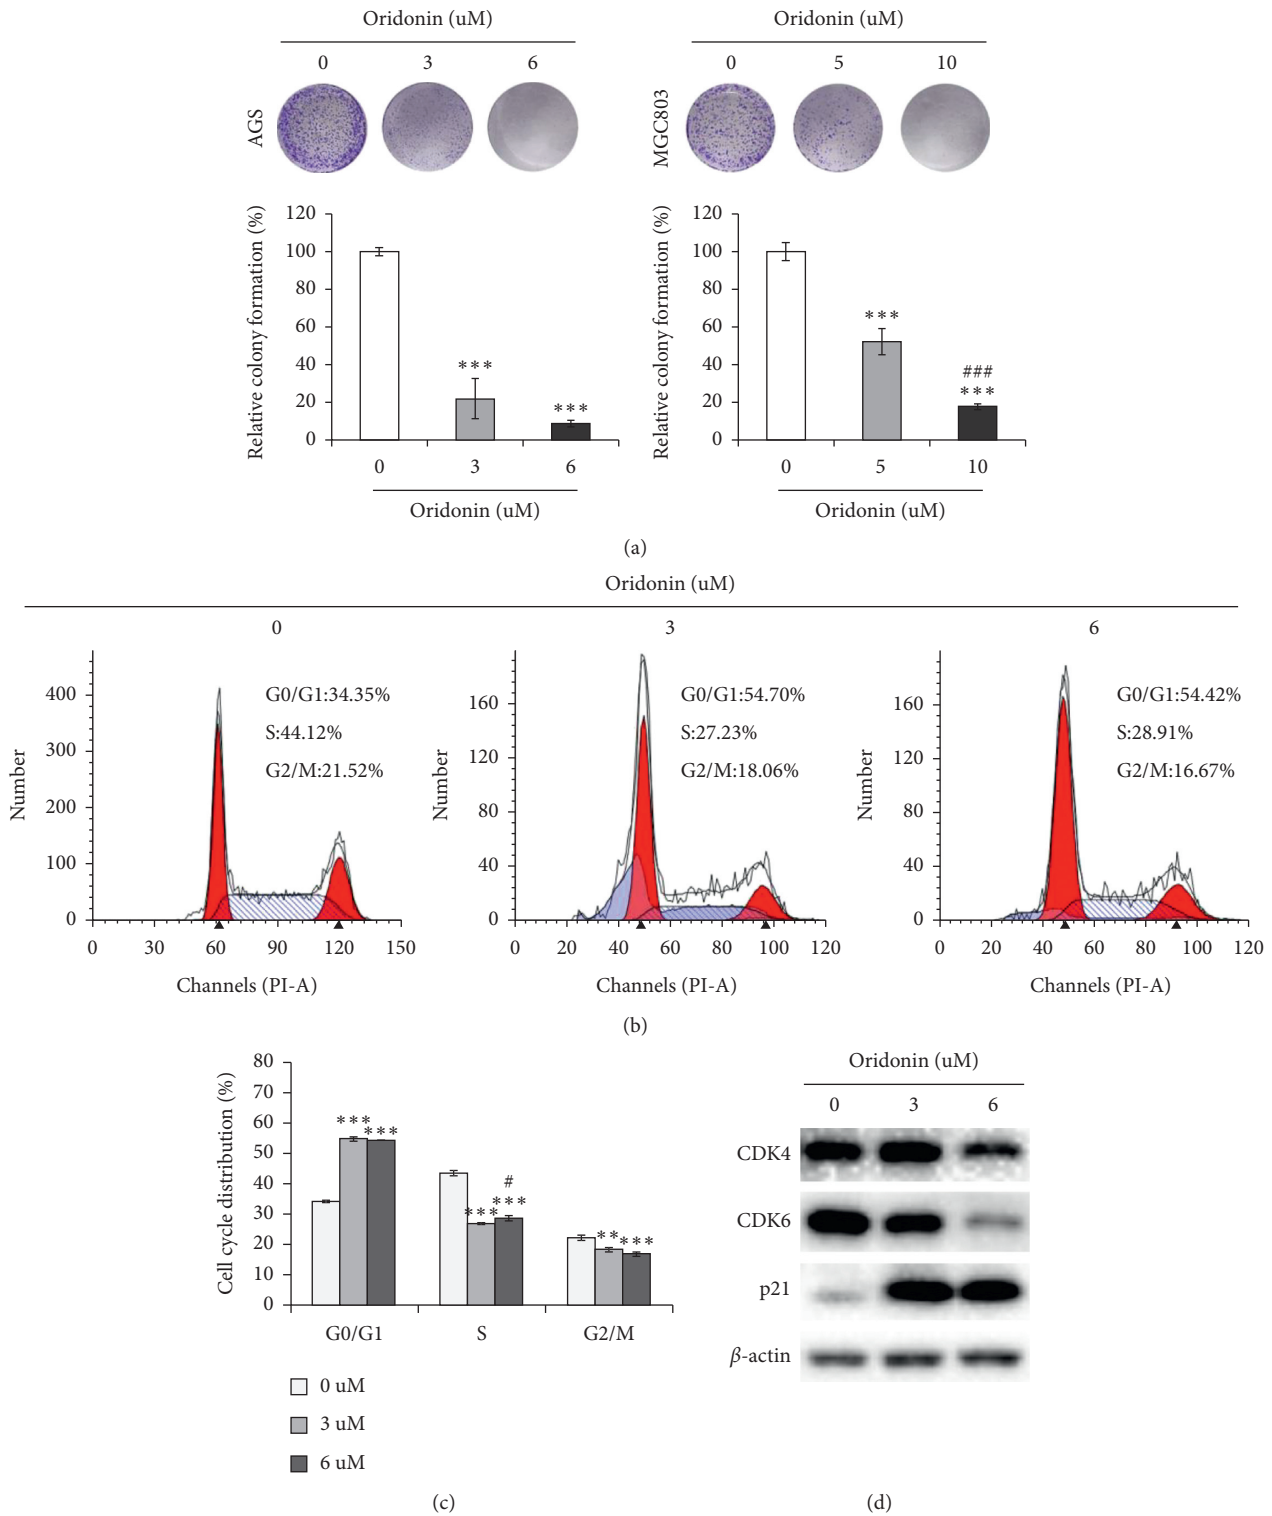 Oridonin (uM)
0 3 6
AGS
Oridonin (uM)
0 5 10
MGC803
Relative colony formation (%)
120
100
80
60
40
20
0
***
***
0 3 6
Oridonin (uM)
Relative colony formation (%)
120
100
80
60
40
20
0
***
###
***
0 5 10
Oridonin (uM)
(a)
Oridonin (uM)
0 3 6
Number
400
300
200
100
0
G0/G1:34.35%
S:44.12%
G2/M:21.52%
0 30 60 90 120 150
Channels (PI-A)
Number
160
120
80
40
0
G0/G1:54.70%
S:27.23%
G2/M:18.06%
0 20 40 60 80 100 120
Channels (PI-A)
Number
160
120
80
40
0
G0/G1:54.42%
S:28.91%
G2/M:16.67%
0 20 40 60 80 100 120
Channels (PI-A)
(b)
Cell cycle distribution (%)
80
70
60
50
40
30
20
10
0
***
***
#
***
***
**
***
G0/G1 S G2/M
0 uM
3 uM
6 uM
(c)
Oridonin (uM)
0 3 6
CDK4
CDK6
p21
β-actin
(d)